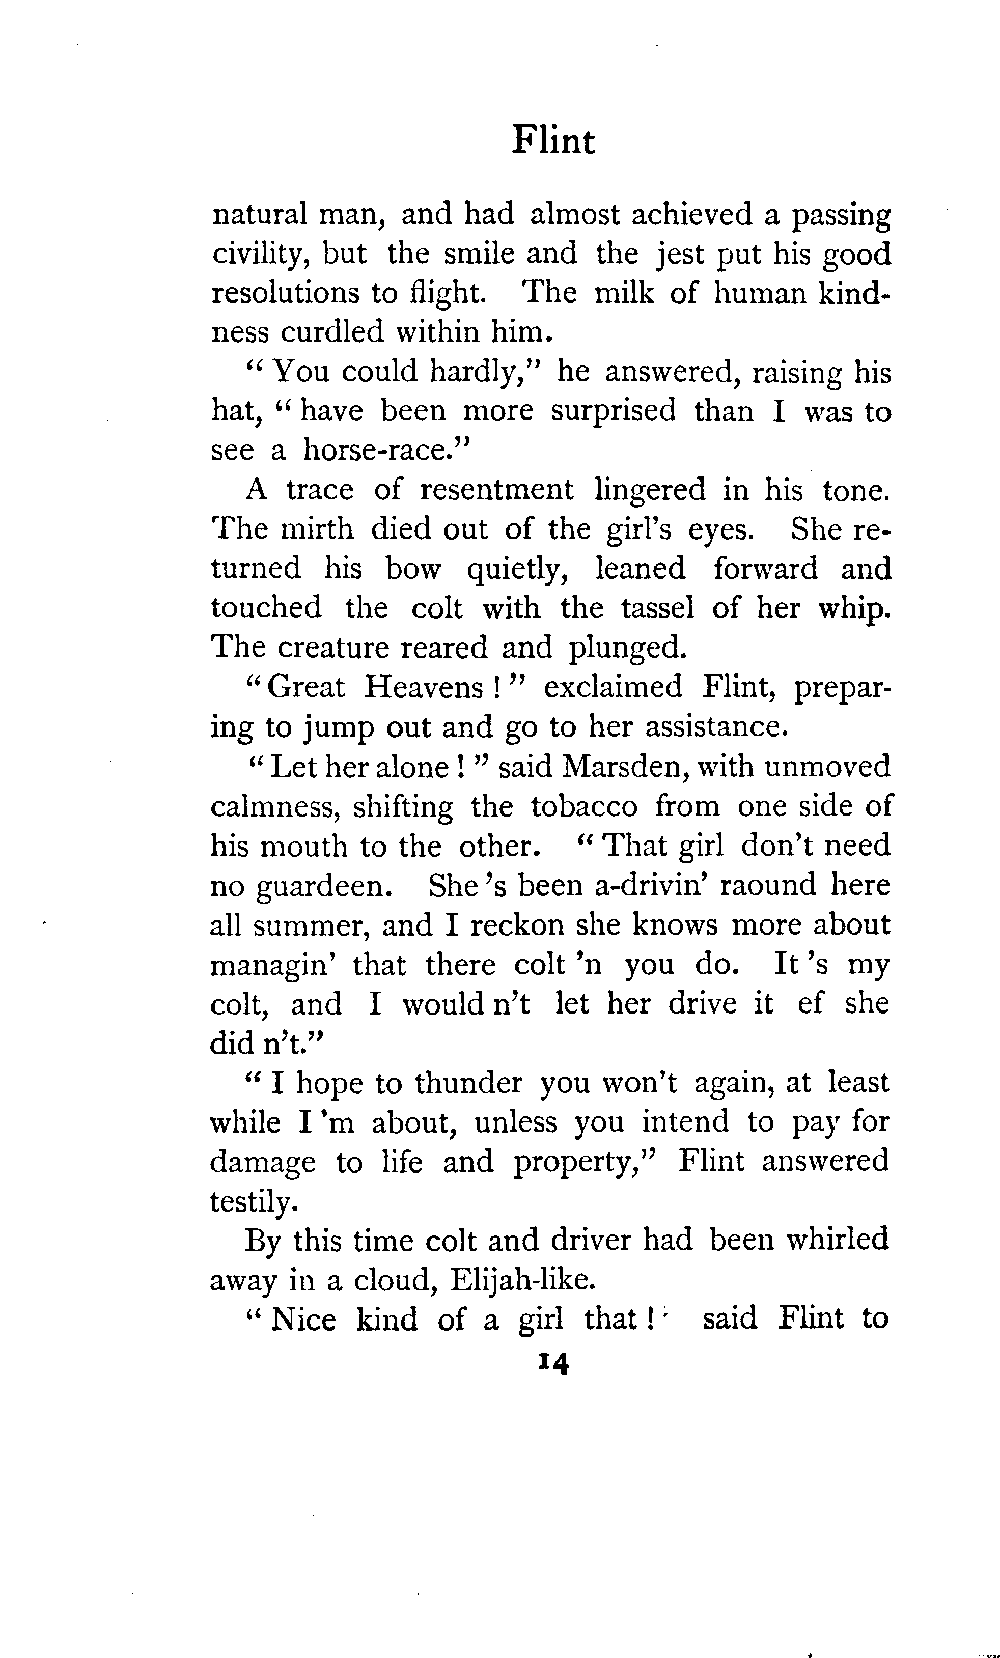 Flint
natural man, and had almost achieved a passing
civility, but the smile and the jest put his good
resolutions to flight. The milk of human kind-
ness curdled within him.
"You could hardly," he answered, raising his
hat, "have been more surprised than I was to
see a horse-race."
A trace of resentment lingered in his tone.
The mirth died out of the girl's eyes. She re-
turned his bow quietly, leaned forward and
touched the colt with the tassel of her whip.
The creature reared and plunged.
"Great Heavens!" exclaimed Flint, prepar-
ing to jump out and go to her assistance.
"Let her alone!" said Marsden, with unmoved
calmness, shifting the tobacco from one side of
his mouth to the other. "That girl don't need
no guardeen. She's been a-drivin' raound here
all summer, and I reckon she knows more about
managin' that there colt 'n you do. It's my
colt, and I would n't let her drive it ef she
did n't."
"I hope to thunder you won't again, at least
while I'm about, unless you intend to pay for
damage to life and property," Flint answered
testily.
By this time colt and driver had been whirled
away in a cloud, Elijah-like.
"Nice kind of a girl that!' said Flint to
14